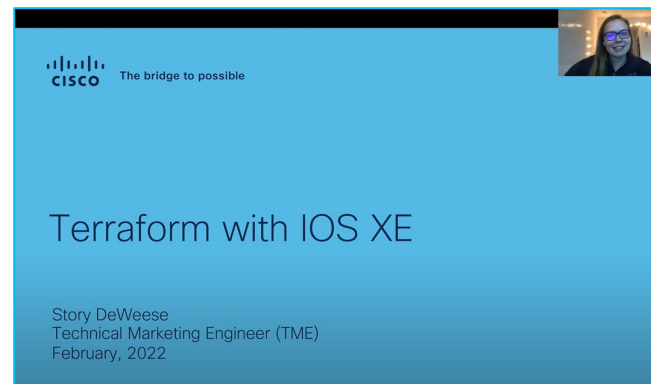 CISCO
The bridge to possible
Terraform with IOS XE
Story DeWeese
Technical Marketing Engineer (TME)
February, 2022